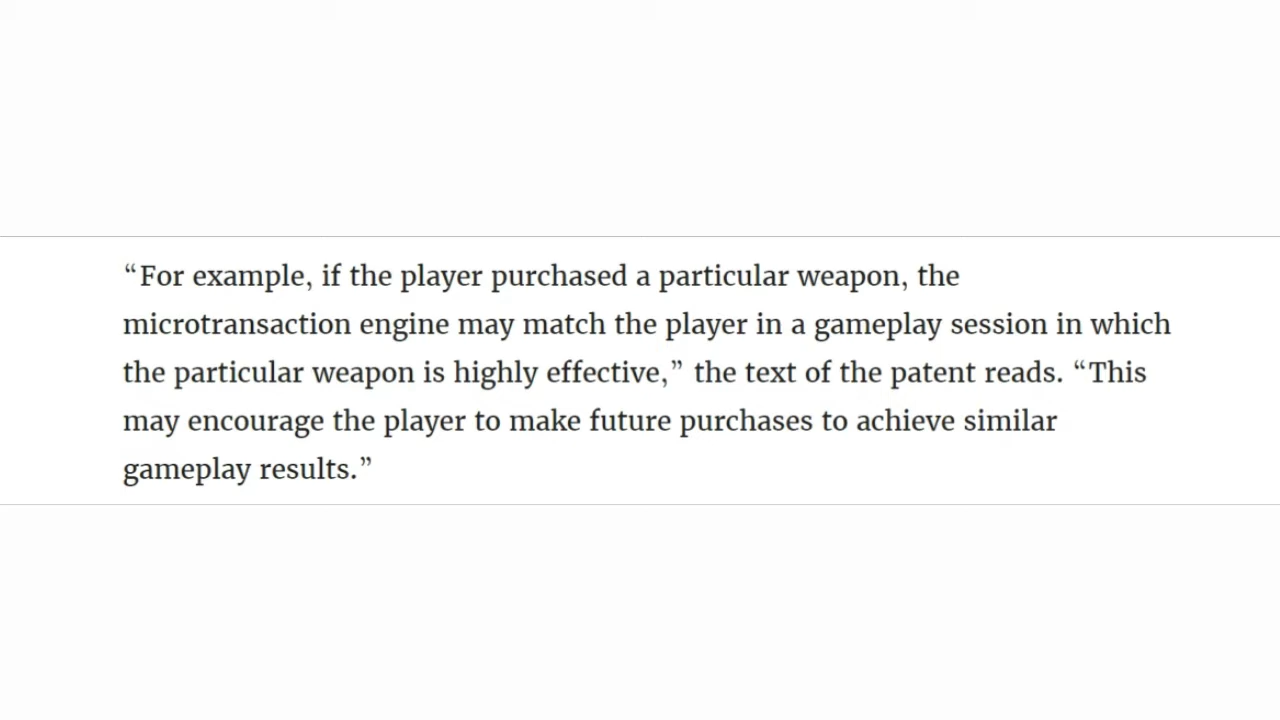 “For example, if the player purchased a particular weapon, the
microtransaction engine may match the player in a gameplay session in which
the particular weapon is highly effective,” the text of the patent reads. “This
may encourage the player to make future purchases to achieve similar
gameplay results.”